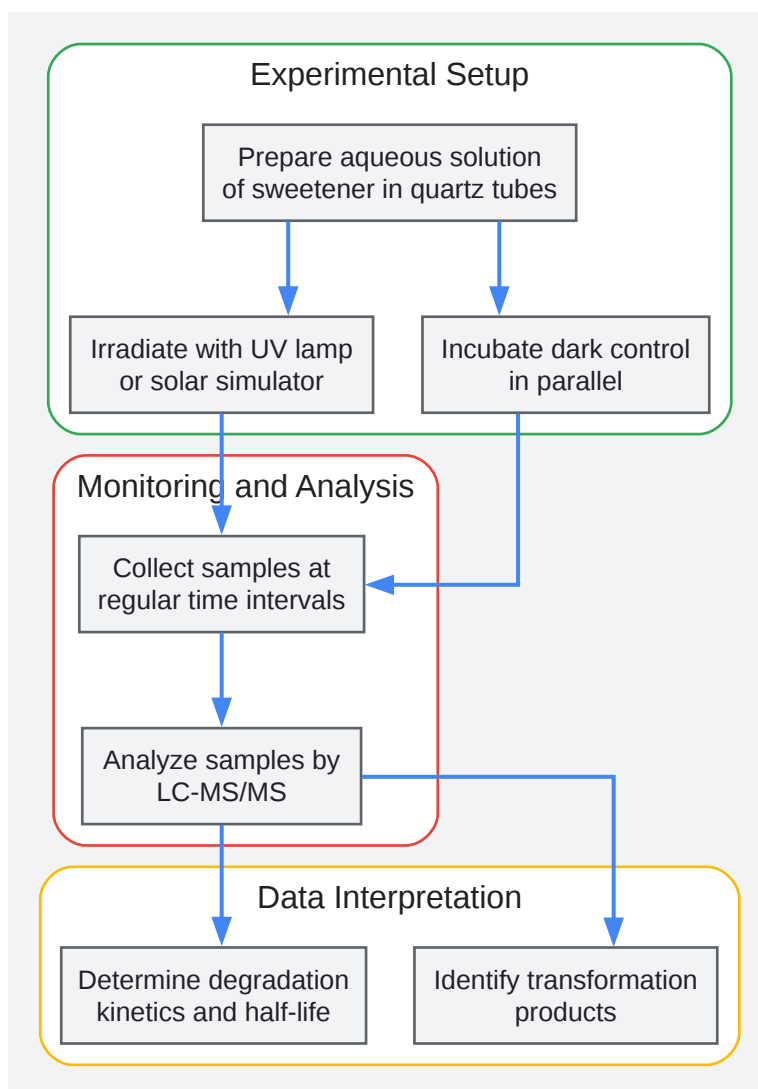 Experimental Setup
Prepare aqueous solution
of sweetener in quartz tubes
Irradiate with UV lamp
or solar simulator
Incubate dark control
in parallel
Monitoring and Analysis
Collect samples at
regular time intervals
Analyze samples by
LC-MS/MS
Data Interpretation
Determine degradation
kinetics and half-life
Identify transformation
products